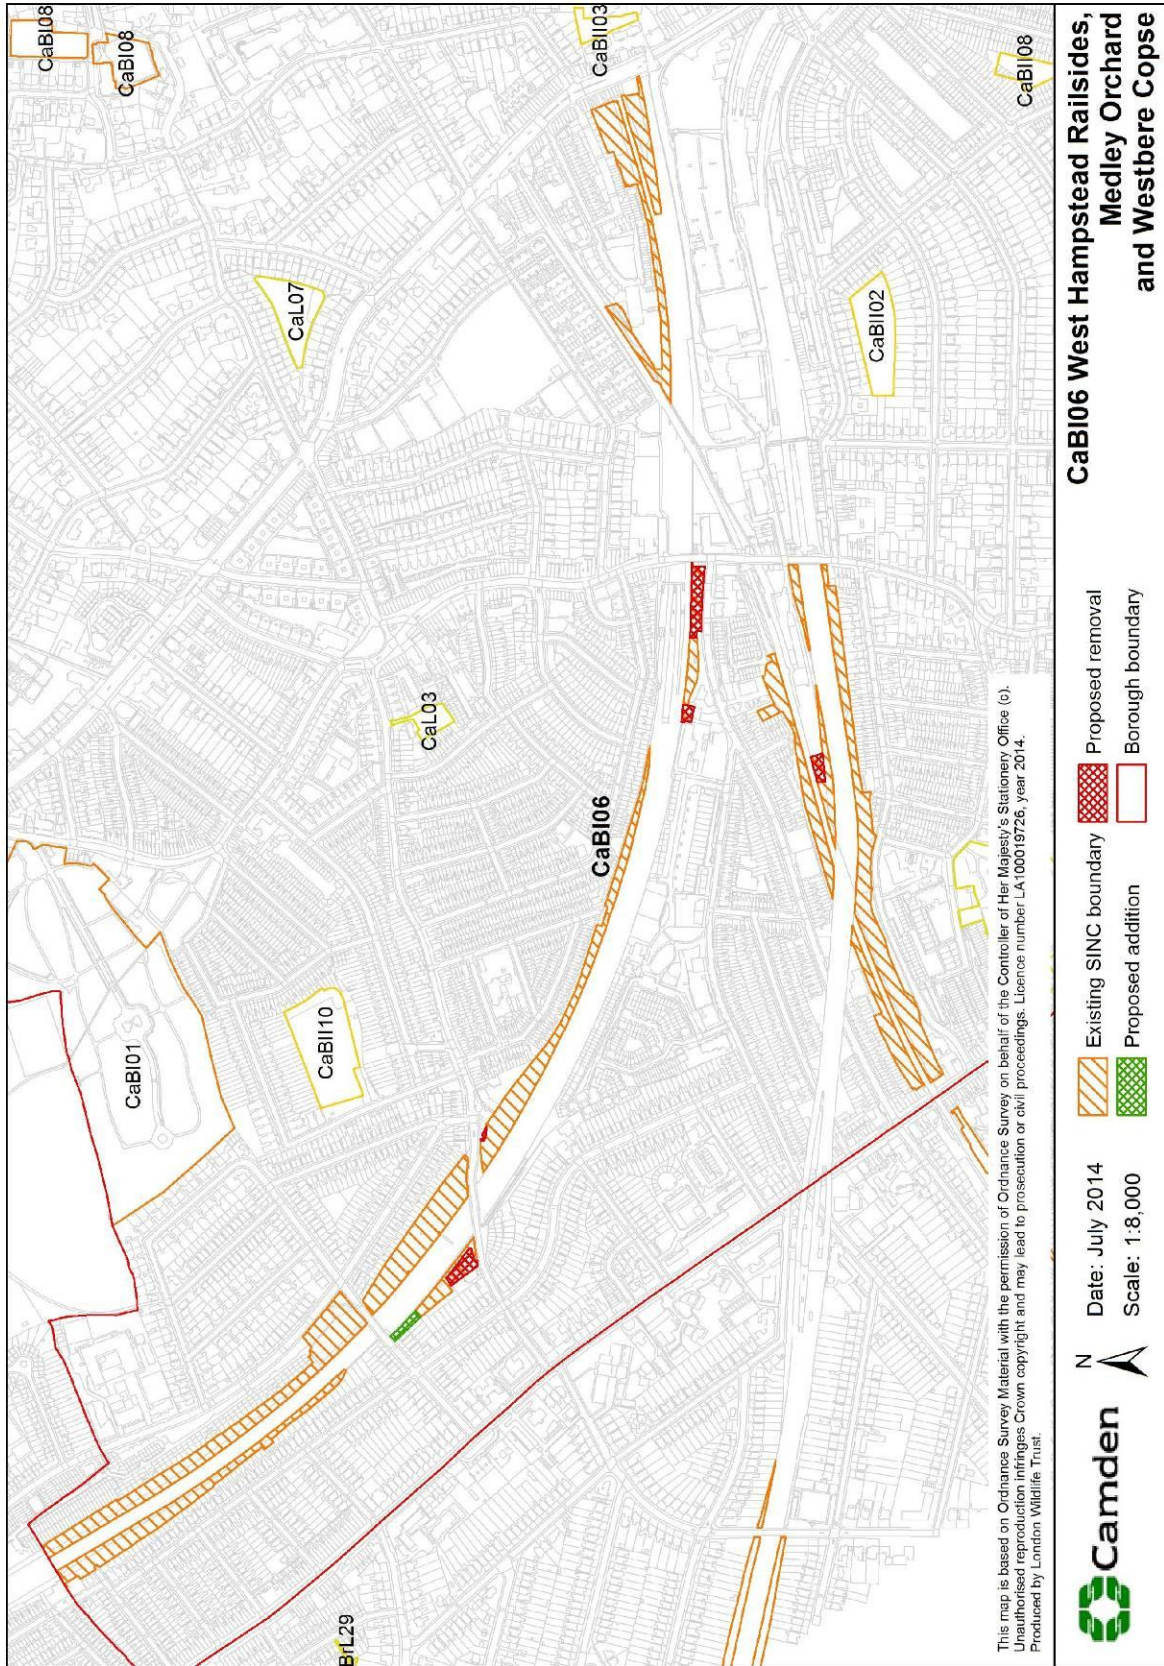 CaBI08
CaBI08
CaBII03
CaBII08
CaL07
CaBII02
CaL03
CaBI06
CaBI01
CaBII10
BrL29
This map is based on Ordnance Survey Material with the permission of Ordnance Survey on behalf of the Controller of Her Majesty's Stationery Office (c).
Unauthorised reproduction infringes Crown copyright and may lead to prosecution or civil proceedings. Licence number LA100019726, year 2014.
Produced by London Wildlife Trust.
Camden
N
Date: July 2014
Scale: 1:8,000
Existing SINC boundary
Proposed addition
Proposed removal
Borough boundary
CaBI06 West Hampstead Railsides,
Medley Orchard
and Westbere Copse